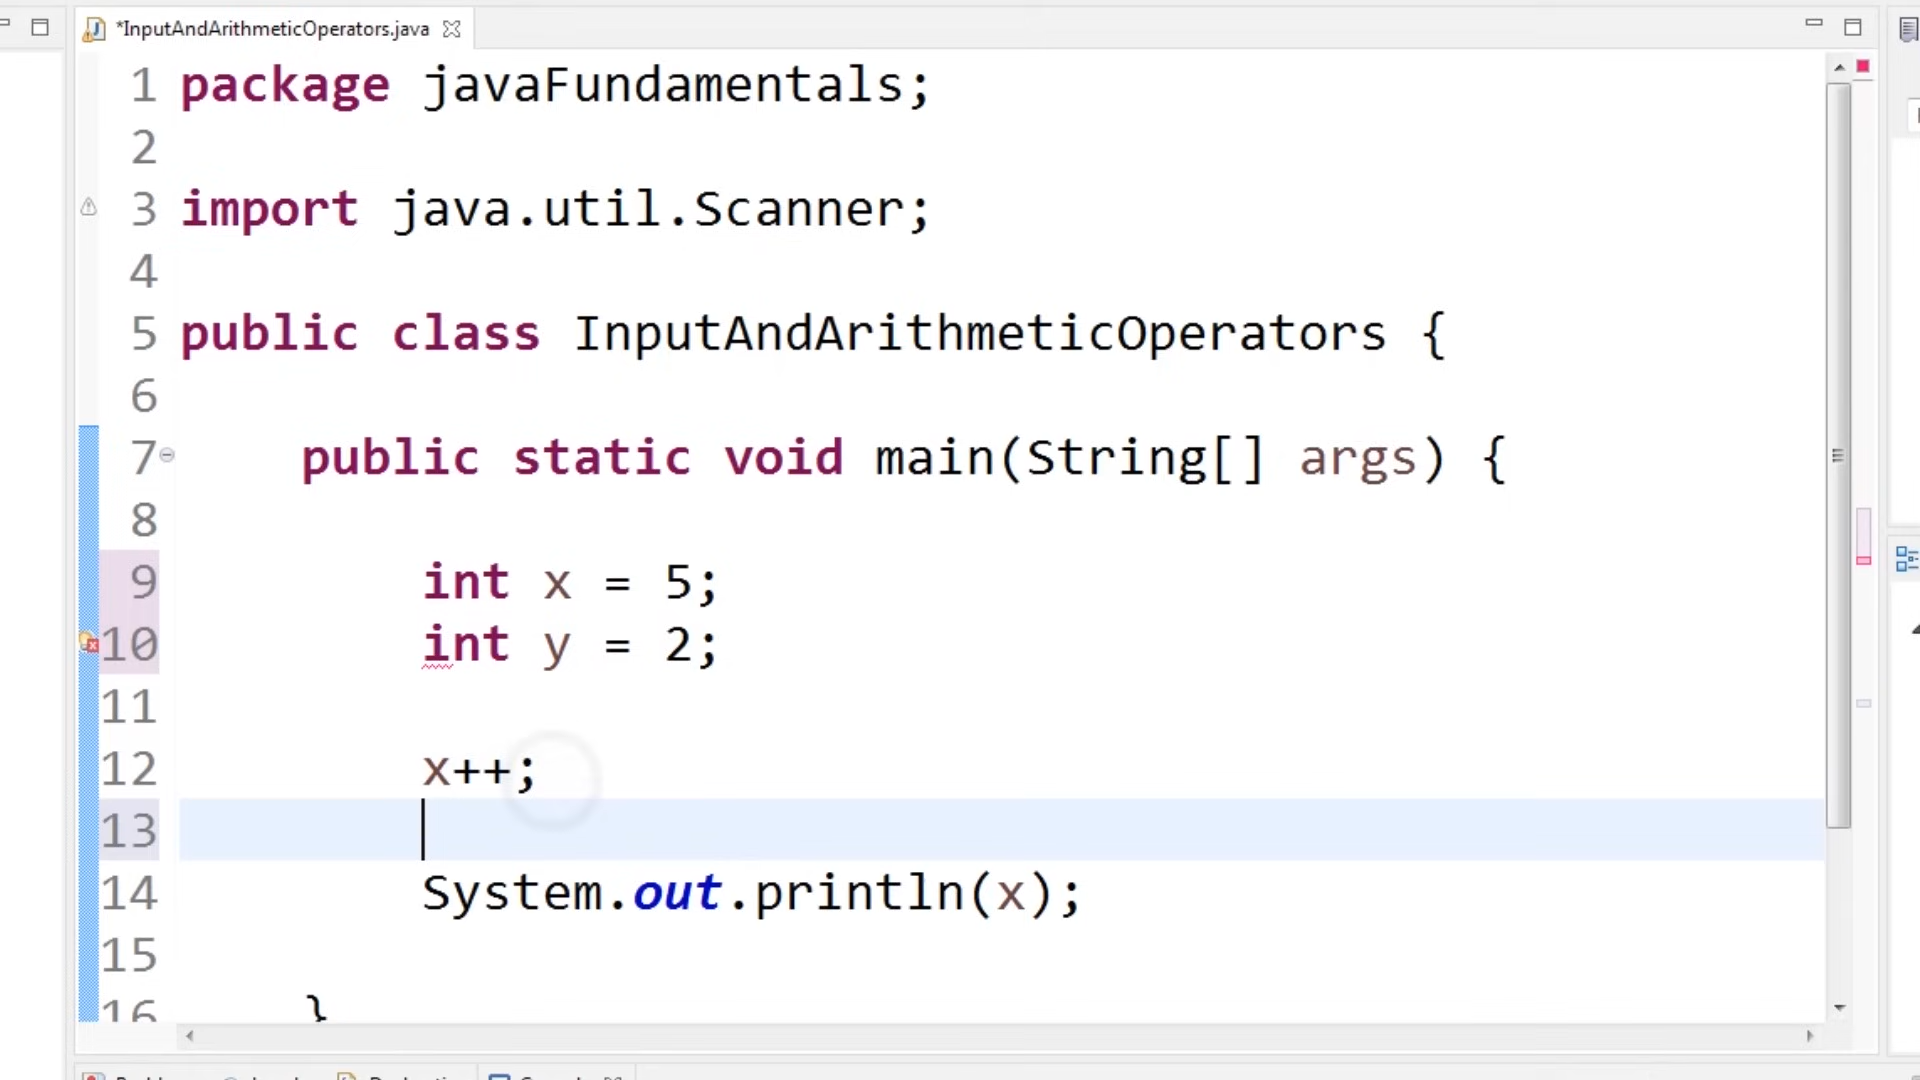 *InputAndArithmeticOperators.java
1 package javaFundamentals;
2
3 import java.util.Scanner;
4
5 public class InputAndArithmeticOperators {
6
7 public static void main(String[] args) {
8
9 int x = 5;
10 int y = 2;
11
12 x++;
13
14 System.out.println(x);
15
16 }